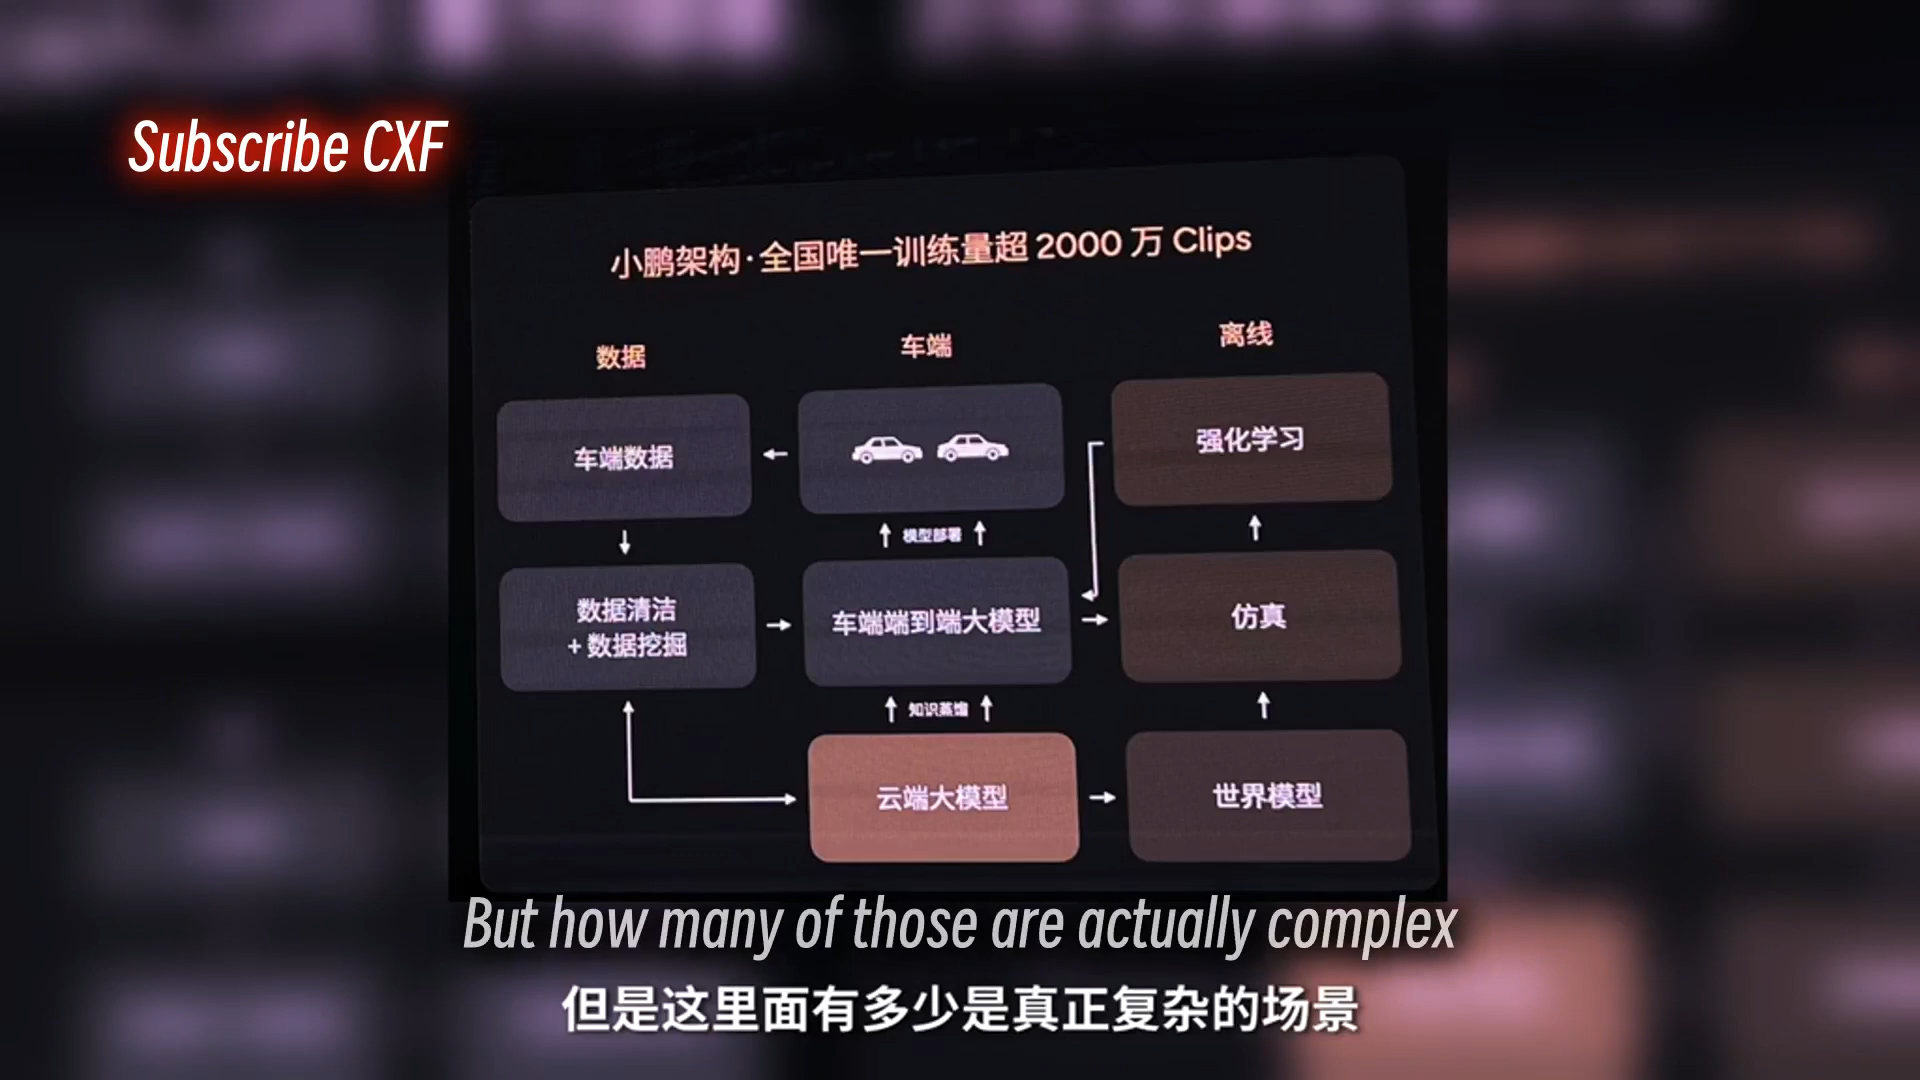 Subscribe CXF
小鹏架构·全国唯一训练量超 2000 万 Clips
数据
车端
离线
车端数据
强化学习
模型部署
数据清洁
+ 数据挖掘
车端端到端大模型
仿真
知识蒸馏
云端大模型
世界模型
But how many of those are actually complex
但是这里面有多少是真正复杂的场景